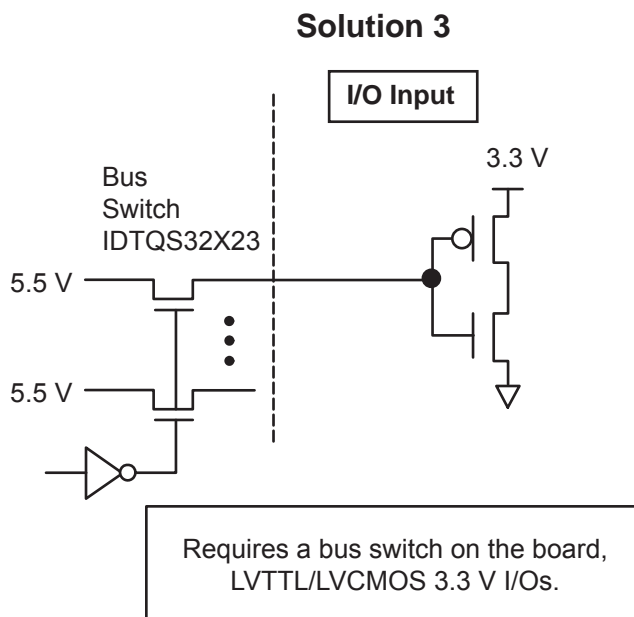 Solution 3
I/O Input
3.3 V
Bus
Switch
IDTQS32X23
5.5 V
5.5 V
Requires a bus switch on the board,
LVTTL/LVCMOS 3.3 V I/Os.